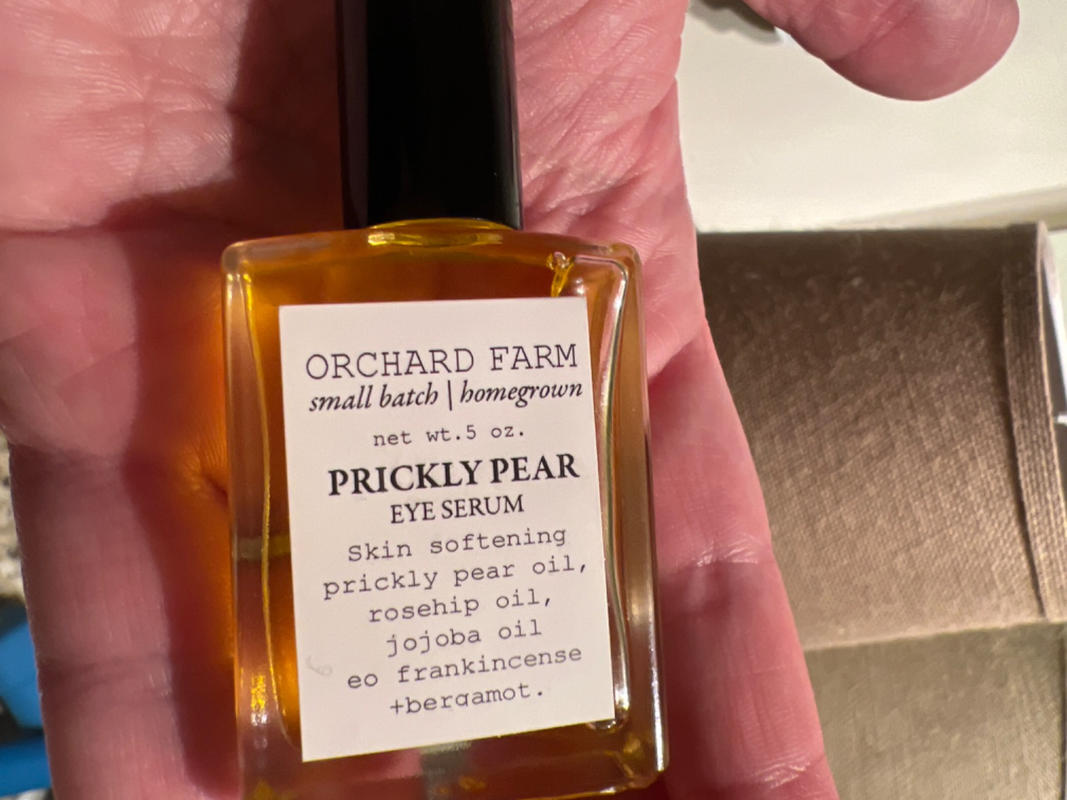 ORCHARD FARM
small batch | homegrown
net wt.5 oz.
PRICKLY PEAR
EYE SERUM
Skin softening
prickly pear oil,
rosehip oil,
jojoba oil
eo frankincense
+bergamot.